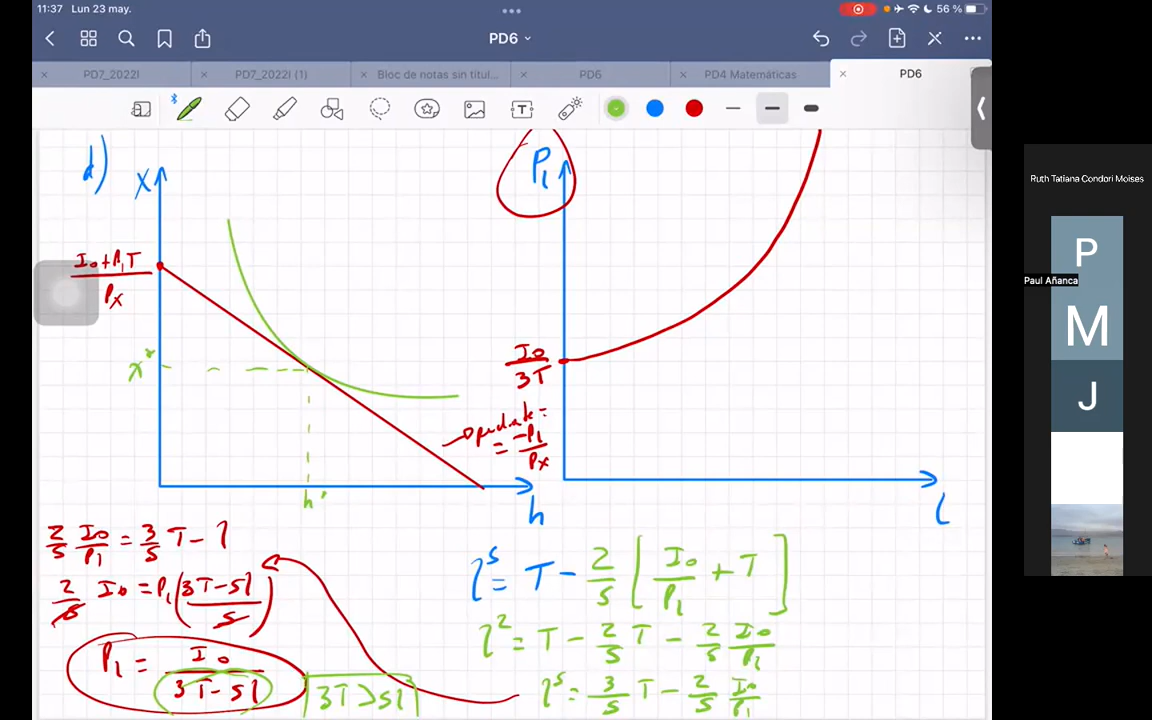 11:37 Lun 23 may.
56 %
PD6
PD7_2022I
PD7_2022I (1)
Bloc de notas sin titul...
PD6
PD4 Matemáticas
PD6
d)
X
I₀+P₁T
Px
x*
h'
h
-P₁
Px
P₁
I₀
3T
l
2/5 I₀/P₁ = 3/5 T - l
2/5 I₀ = P₁(3T-5l/5)
P₁ = I₀/3T-5l
3T>5l
lˢ = T - 2/5 [I₀/P₁ + T]
l² = T - 2/5 T - 2/5 I₀/P₁
lˢ = 3/5 T - 2/5 I₀/P₁
Ruth Tatiana Condori Moises
P
Paul Añanca
M
J